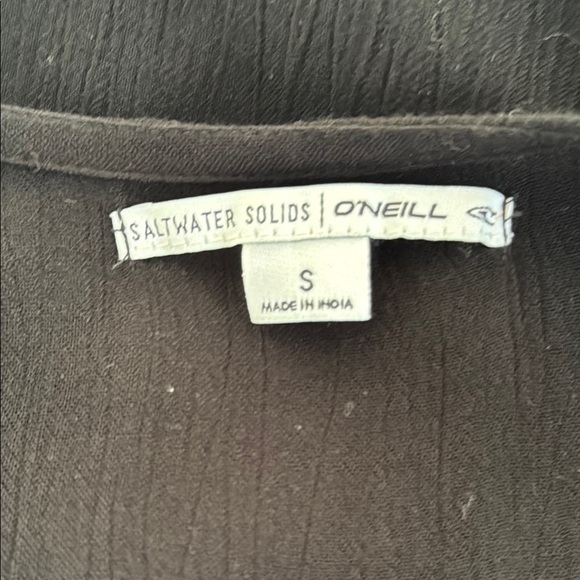 SALTWATER SOLIDS | O'NEILL
S
MADE IN INDIA